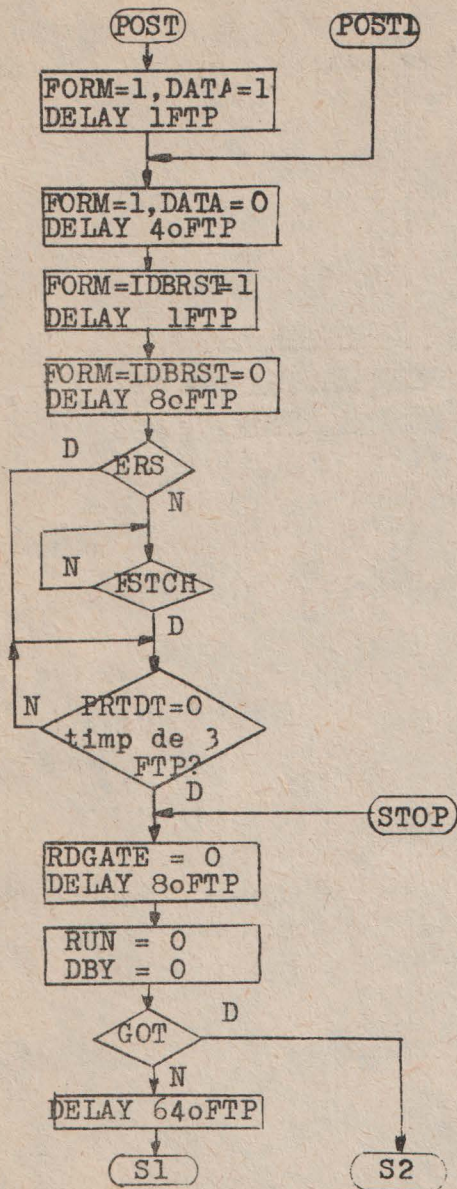 POST
POST1
FORM=1,DATA=1
DELAY 1FTP
FORM=1,DATA=0
DELAY 4oFTP
FORM=IDBRST=1
DELAY 1FTP
FORM=IDBRST=0
DELAY 8oFTP
D
ERS
N
N
FSTCH
D
N
PRTDT=0
timp de 3
FTP?
D
STOP
RDGATE = 0
DELAY 8oFTP
RUN = 0
DBY = 0
D
GOT
N
DELAY 64oFTP
S1
S2